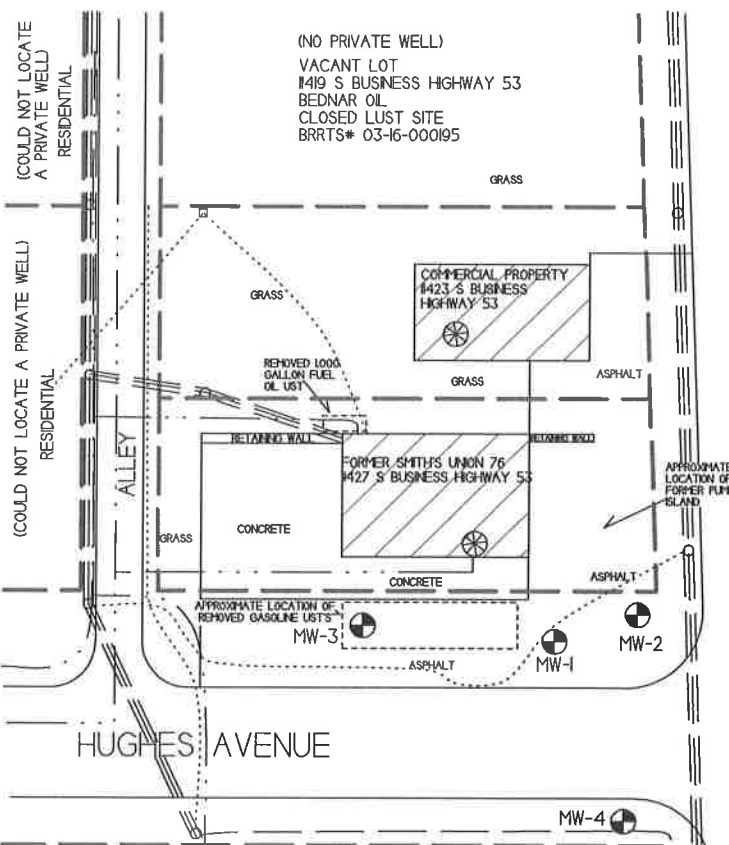 (COULD NOT LOCATE
A PRIVATE WELL)
RESIDENTIAL
(NO PRIVATE WELL)
VACANT LOT
1419 S BUSINESS HIGHWAY 53
BEDNAR OIL
CLOSED LUST SITE
BRRTS# 03-16-000195
GRASS
(COULD NOT LOCATE A PRIVATE WELL)
RESIDENTIAL
COMMERCIAL PROPERTY
1423 S BUSINESS
HIGHWAY 53
GRASS
REMOVED 1,000
GALLON FUEL
OIL UST
GRASS
ASPHALT
ALLEY
RETAINING WALL
RETAINING WALL
FORMER SMITH'S UNION 76
1427 S BUSINESS HIGHWAY 53
APPROXIMATE
LOCATION OF
FORMER PUMP
ISLAND
GRASS
CONCRETE
CONCRETE
ASPHALT
APPROXIMATE LOCATION OF
REMOVED GASOLINE UST'S
MW-3
MW-1
MW-2
ASPHALT
HUGHES AVENUE
MW-4